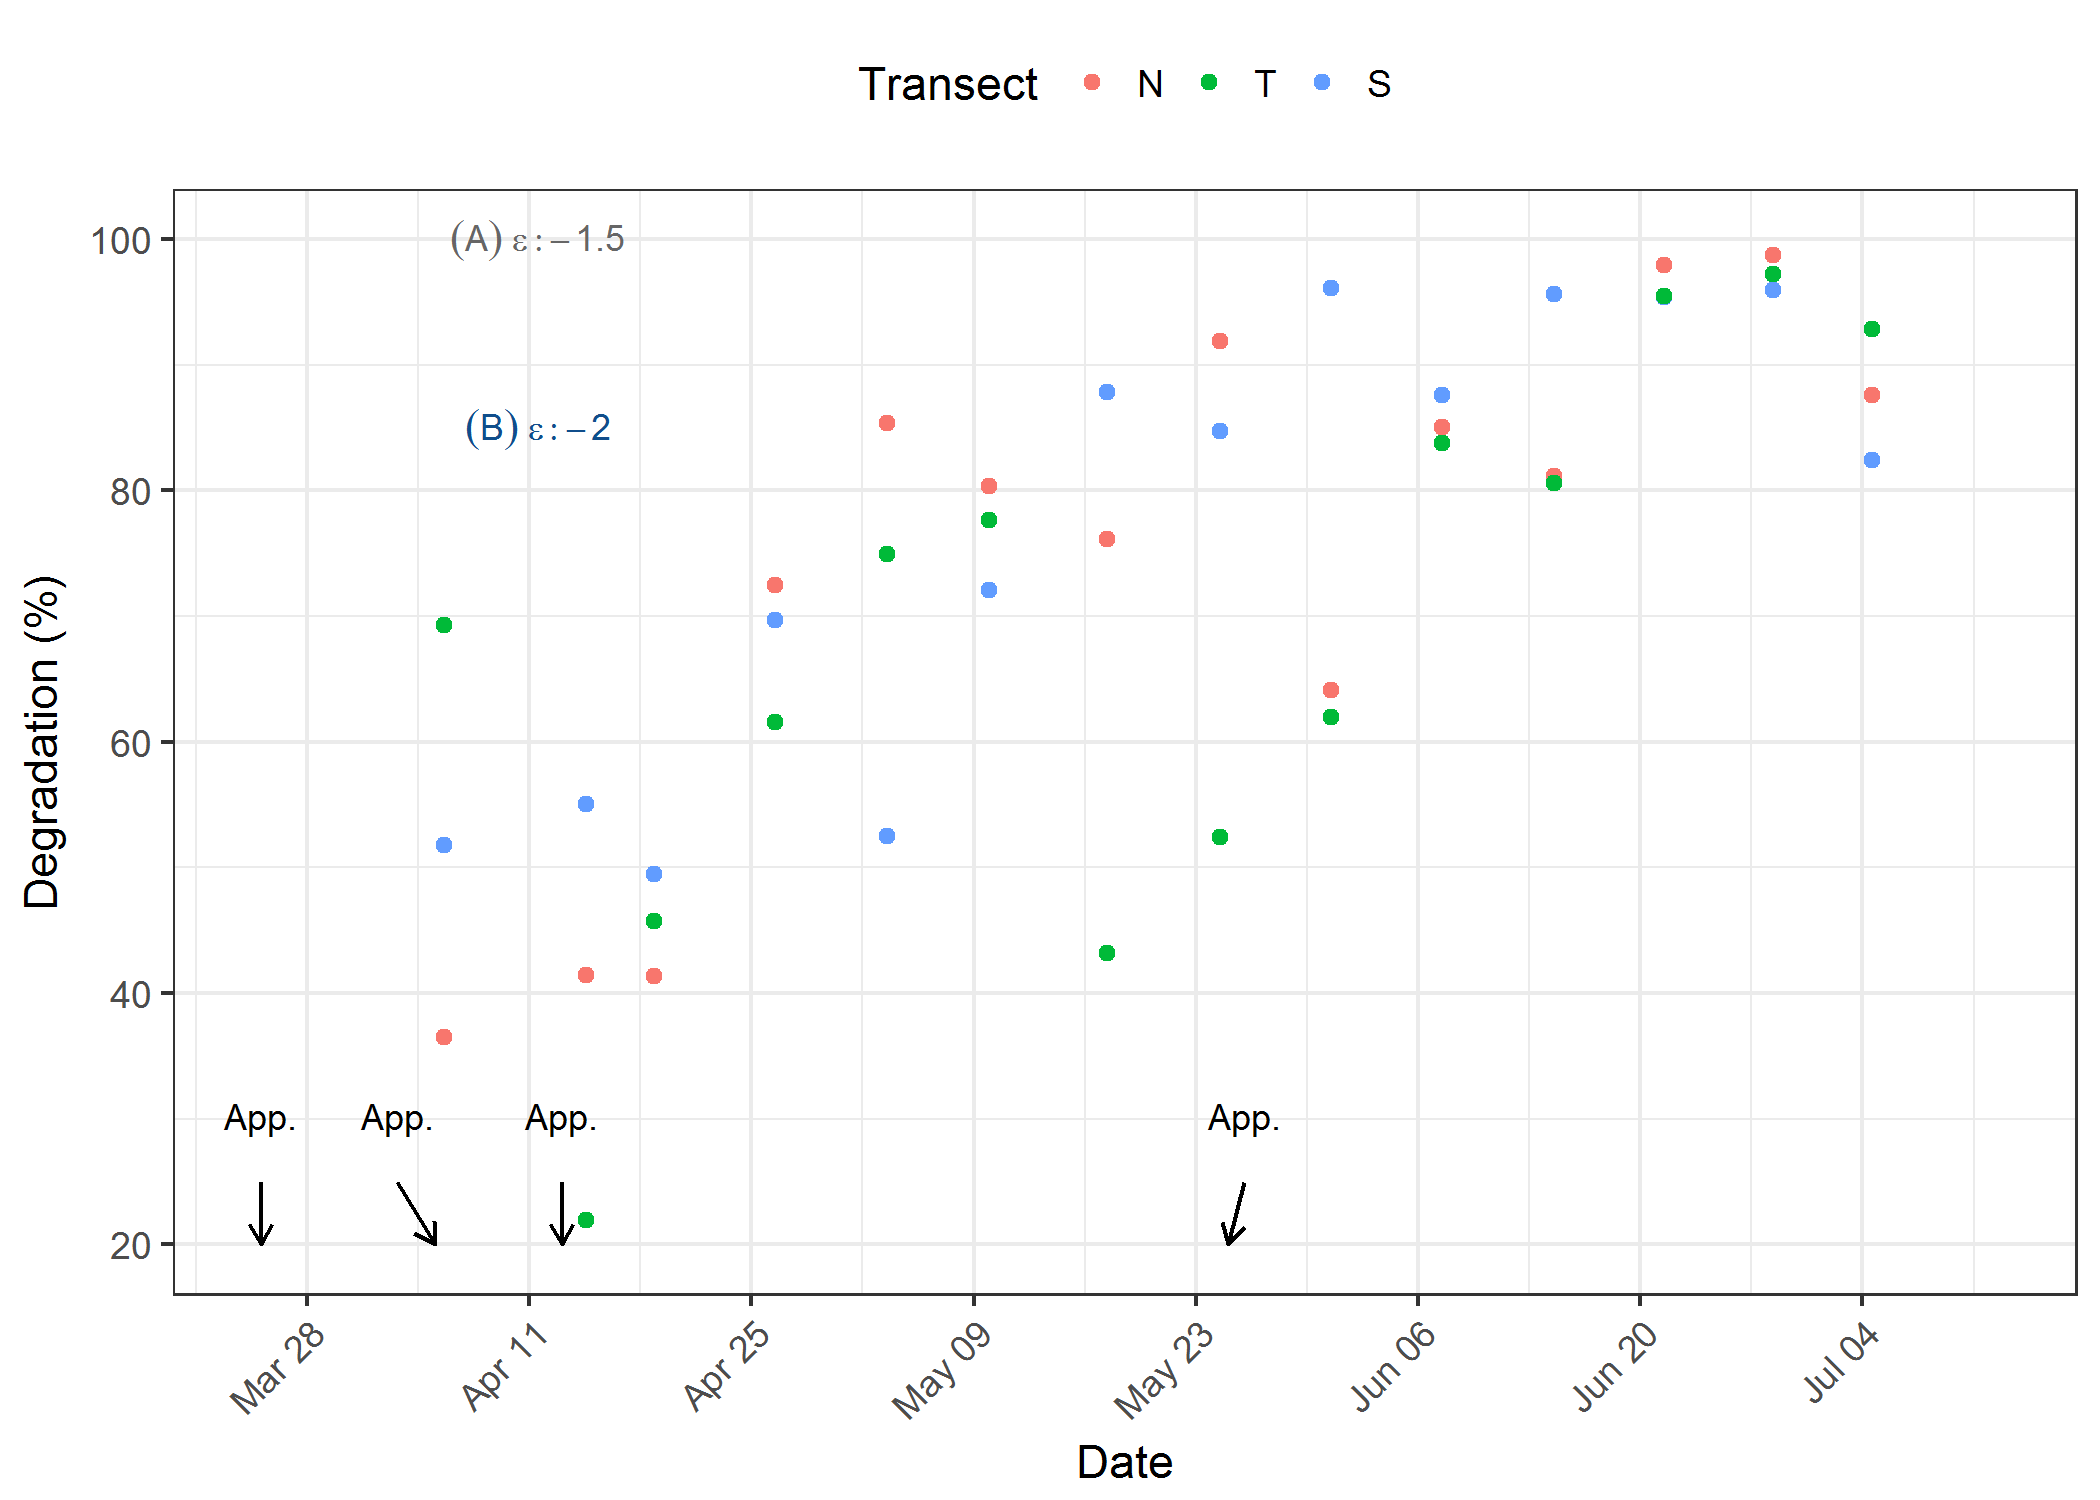 Transect N T S
100
(A) ε:−1.5
(B) ε:−2
80
60
40
20
Degradation (%)
App. App. App. App.
Mar 28 Apr 11 Apr 25 May 09 May 23 Jun 06 Jun 20 Jul 04
Date